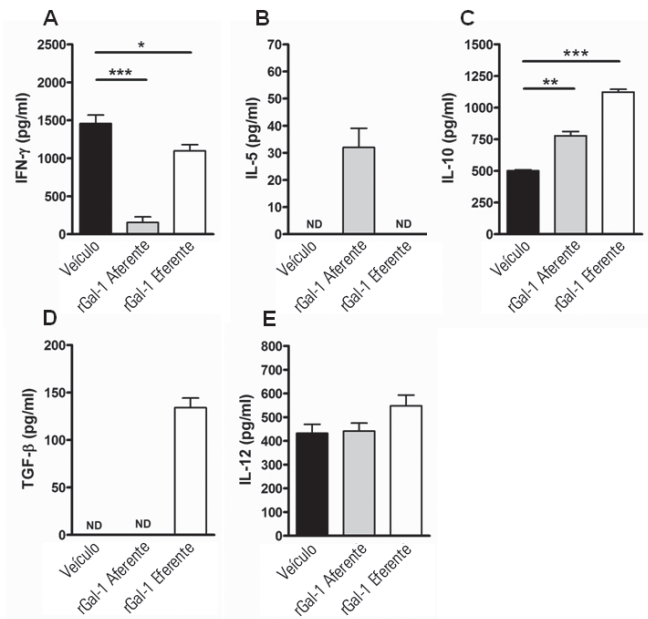 A
IFN-γ (pg/ml)
2500
2000
1500
1000
500
0
*
***
Veículo
rGal-1 Aferente
rGal-1 Eferente
B
IL-5 (pg/ml)
70
60
50
40
30
20
10
0
ND
ND
Veículo
rGal-1 Aferente
rGal-1 Eferente
C
IL-10 (pg/ml)
1500
1250
1000
750
500
250
0
***
**
Veículo
rGal-1 Aferente
rGal-1 Eferente
D
TGF-β (pg/ml)
200
150
100
50
0
ND
ND
Veículo
rGal-1 Aferente
rGal-1 Eferente
E
IL-12 (pg/ml)
800
700
600
500
400
300
200
100
0
Veículo
rGal-1 Aferente
rGal-1 Eferente